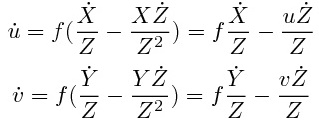 u̇ = f(Ẋ/Z − XŻ/Z²) = f Ẋ/Z − uŻ/Z
v̇ = f(Ẏ/Z − YŻ/Z²) = f Ẏ/Z − vŻ/Z